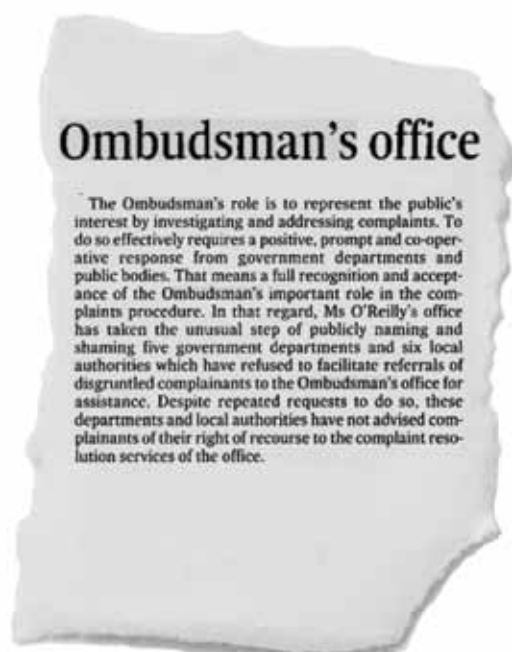 Ombudsman's office
The Ombudsman's role is to represent the public's
interest by investigating and addressing complaints. To
do so effectively requires a positive, prompt and co-oper-
ative response from government departments and
public bodies. That means a full recognition and accept-
ance of the Ombudsman's important role in the com-
plaints procedure. In that regard, Ms O'Reilly's office
has taken the unusual step of publicly naming and
shaming five government departments and six local
authorities which have refused to facilitate referrals of
disgruntled complainants to the Ombudsman's office for
assistance. Despite repeated requests to do so, these
departments and local authorities have not advised com-
plainants of their right of recourse to the complaint reso-
lution services of the office.